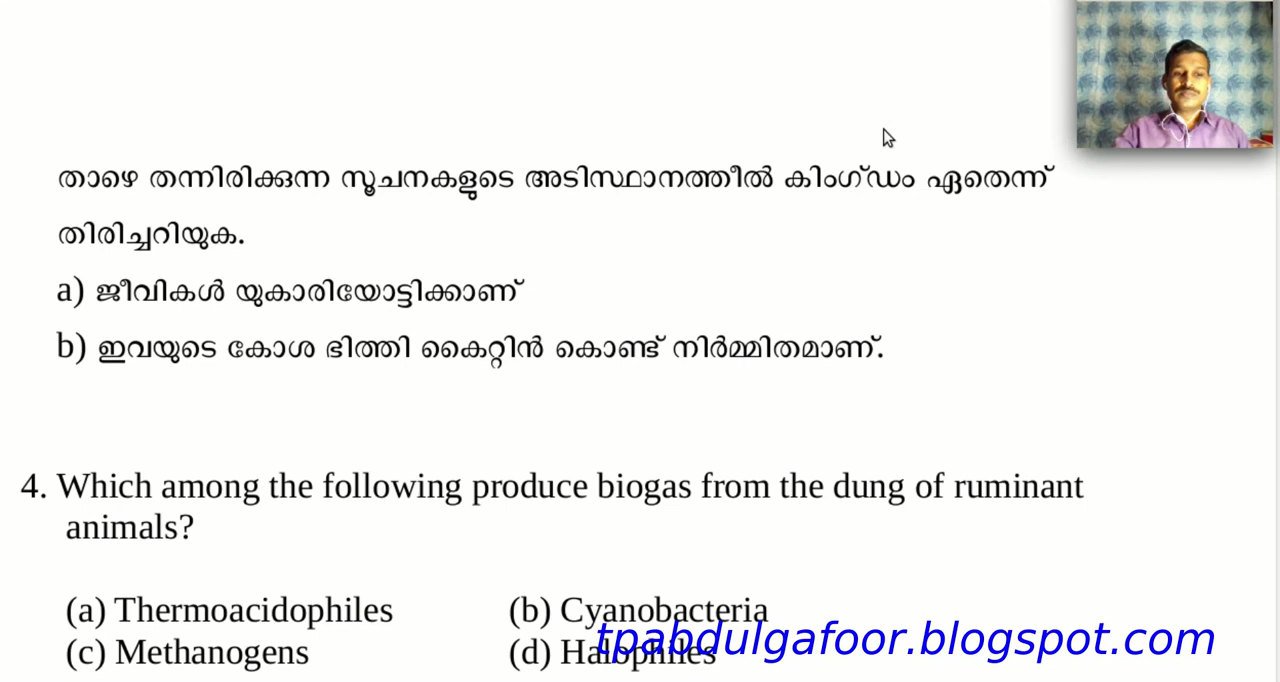 താഴെ തന്നിരിക്കുന്ന സൂചനകളുടെ അടിസ്ഥാനത്തീൽ കിംഗ്ഡം ഏതെന്ന്
തിരിച്ചറിയുക.
a) ജീവികൾ യുകാരിയോട്ടിക്കാണ്
b) ഇവയുടെ കോശ ഭിത്തി കൈറ്റിൻ കൊണ്ട് നിർമ്മിതമാണ്.
4. Which among the following produce biogas from the dung of ruminant
animals?
(a) Thermoacidophiles (b) Cyanobacteria
(c) Methanogens (d) Halophiles
tpabdulgafoor.blogspot.com